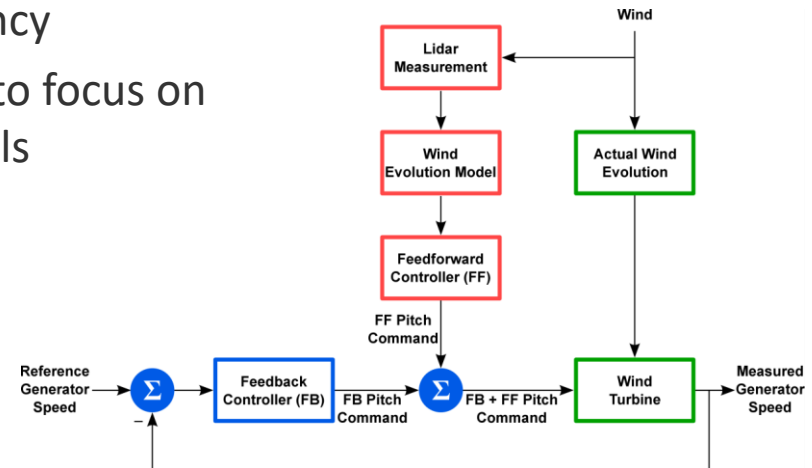 ncy
to focus on
ls
Wind
Lidar
Measurement
Wind
Evolution Model
Actual Wind
Evolution
Feedforward
Controller (FF)
FF Pitch
Command
Reference
Generator
Speed
Σ
–
Feedback
Controller (FB)
FB Pitch
Command
Σ
FB + FF Pitch
Command
Wind
Turbine
Measured
Generator
Speed